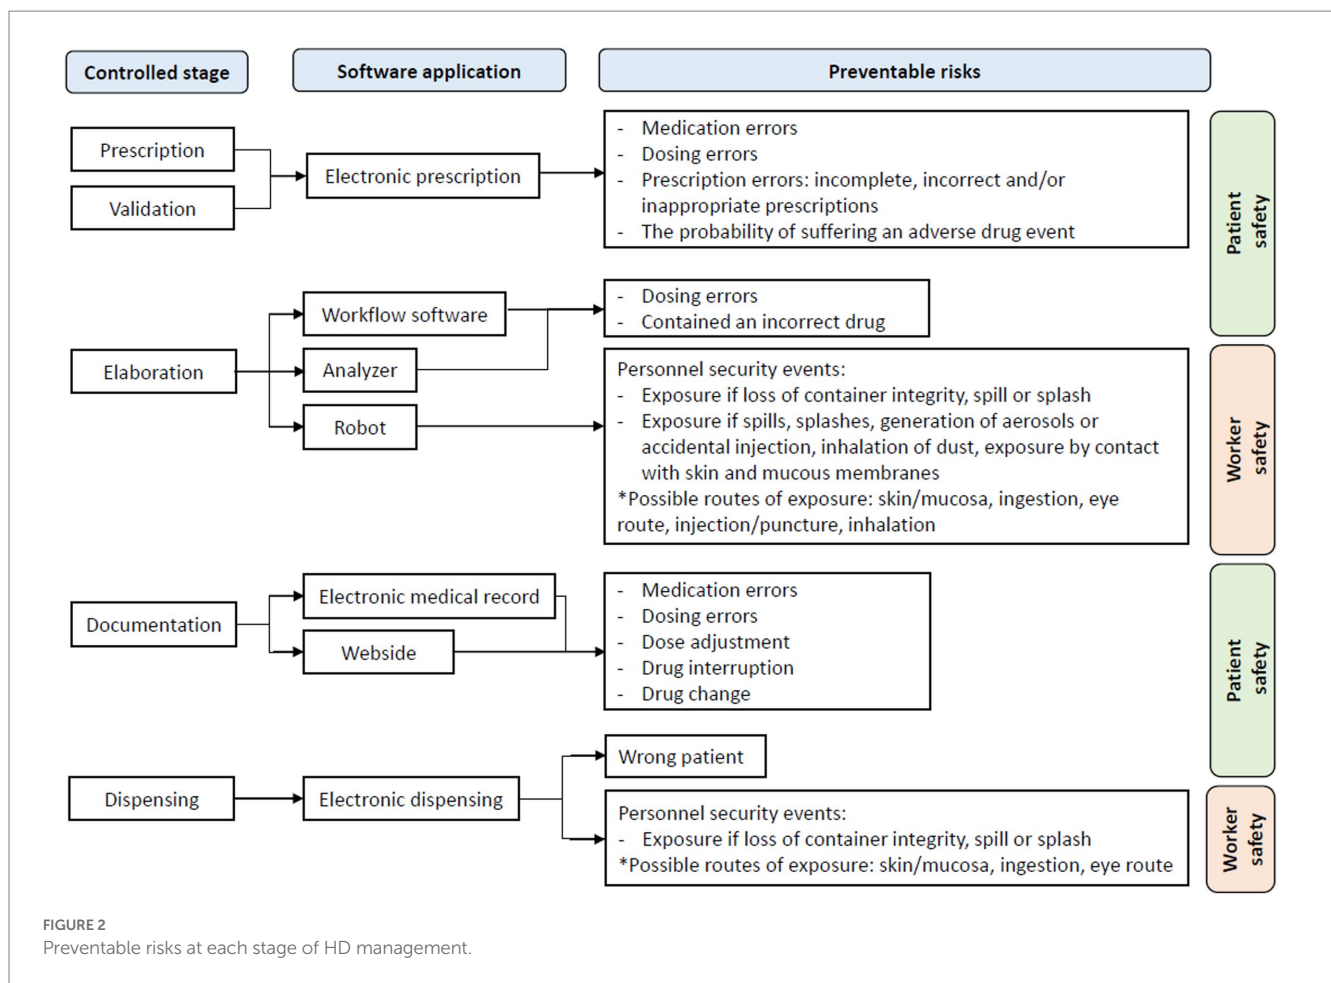 Controlled stage
Software application
Preventable risks
Prescription
Validation
Electronic prescription
- Medication errors
- Dosing errors
- Prescription errors: incomplete, incorrect and/or
inappropriate prescriptions
- The probability of suffering an adverse drug event
Patient
safety
Elaboration
Workflow software
Analyzer
Robot
- Dosing errors
- Contained an incorrect drug
Personnel security events:
- Exposure if loss of container integrity, spill or splash
- Exposure if spills, splashes, generation of aerosols or
accidental injection, inhalation of dust, exposure by contact
with skin and mucous membranes
*Possible routes of exposure: skin/mucosa, ingestion, eye
route, injection/puncture, inhalation
Worker
safety
Documentation
Electronic medical record
Webside
- Medication errors
- Dosing errors
- Dose adjustment
- Drug interruption
- Drug change
Patient
safety
Dispensing
Electronic dispensing
Wrong patient
Personnel security events:
- Exposure if loss of container integrity, spill or splash
*Possible routes of exposure: skin/mucosa, ingestion, eye route
Worker
safety
FIGURE 2
Preventable risks at each stage of HD management.